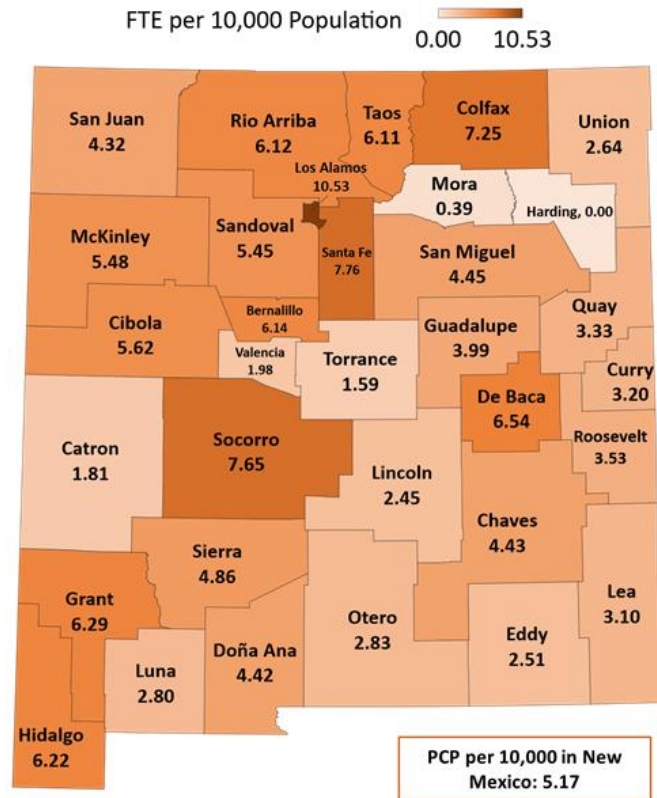 FTE per 10,000 Population
0.00 10.53
San Juan
4.32
Rio Arriba
6.12
Taos
6.11
Colfax
7.25
Union
2.64
Los Alamos
10.53
Mora
0.39
Harding, 0.00
McKinley
5.48
Sandoval
5.45
Santa Fe
7.76
San Miguel
4.45
Quay
3.33
Cibola
5.62
Bernalillo
6.14
Guadalupe
3.99
Valencia
1.98
Torrance
1.59
Curry
3.20
De Baca
6.54
Catron
1.81
Socorro
7.65
Roosevelt
3.53
Lincoln
2.45
Chaves
4.43
Sierra
4.86
Grant
6.29
Lea
3.10
Otero
2.83
Eddy
2.51
Doña Ana
4.42
Luna
2.80
Hidalgo
6.22
PCP per 10,000 in New
Mexico: 5.17